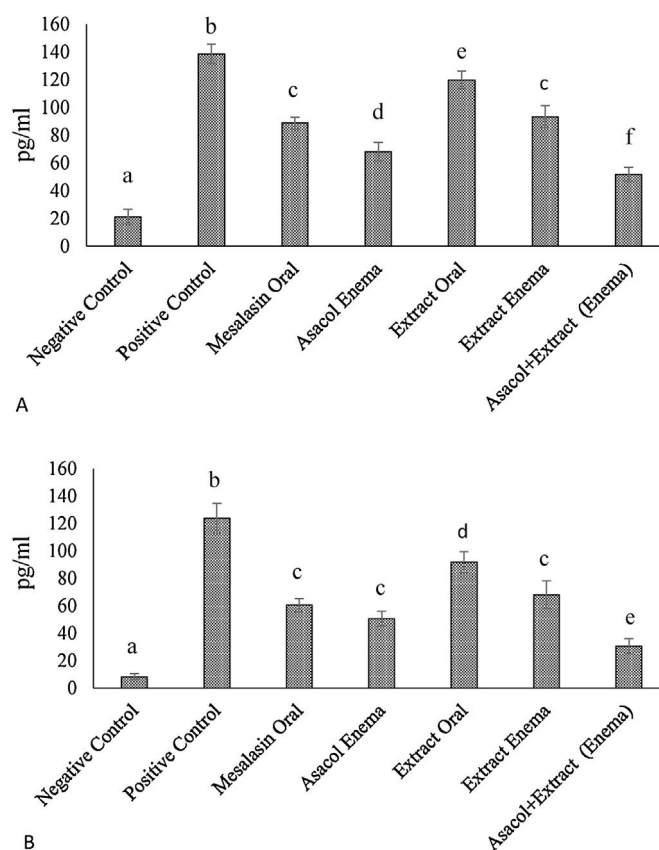 160
140
120
100
80
60
40
20
0
pg/ml
a
b
c
d
e
c
f
Negative Control
Positive Control
Mesalasin Oral
Asacol Enema
Extract Oral
Extract Enema
Asacol+Extract (Enema)
A
160
140
120
100
80
60
40
20
0
pg/ml
a
b
c
c
d
c
e
Negative Control
Positive Control
Mesalasin Oral
Asacol Enema
Extract Oral
Extract Enema
Asacol+Extract (Enema)
B